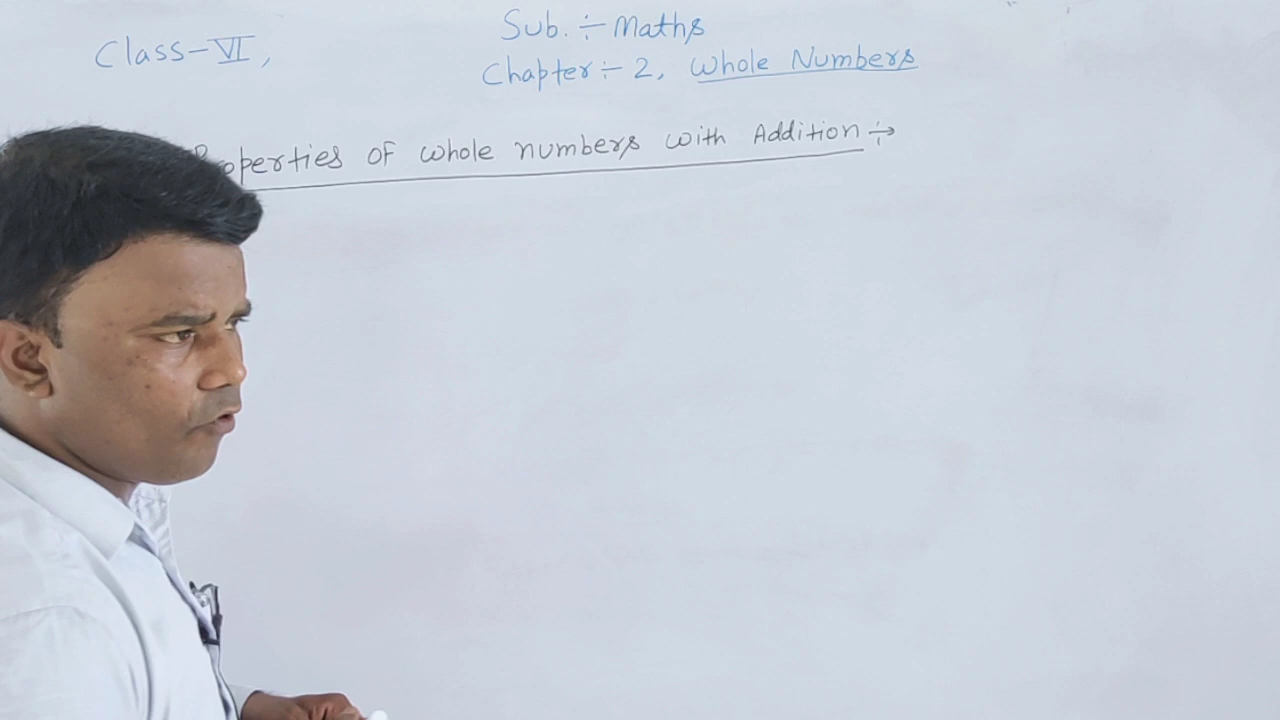 Class-VI,
Sub. ÷ Maths
Chapter ÷ 2, Whole Numbers
Properties of whole numbers with Addition ÷→